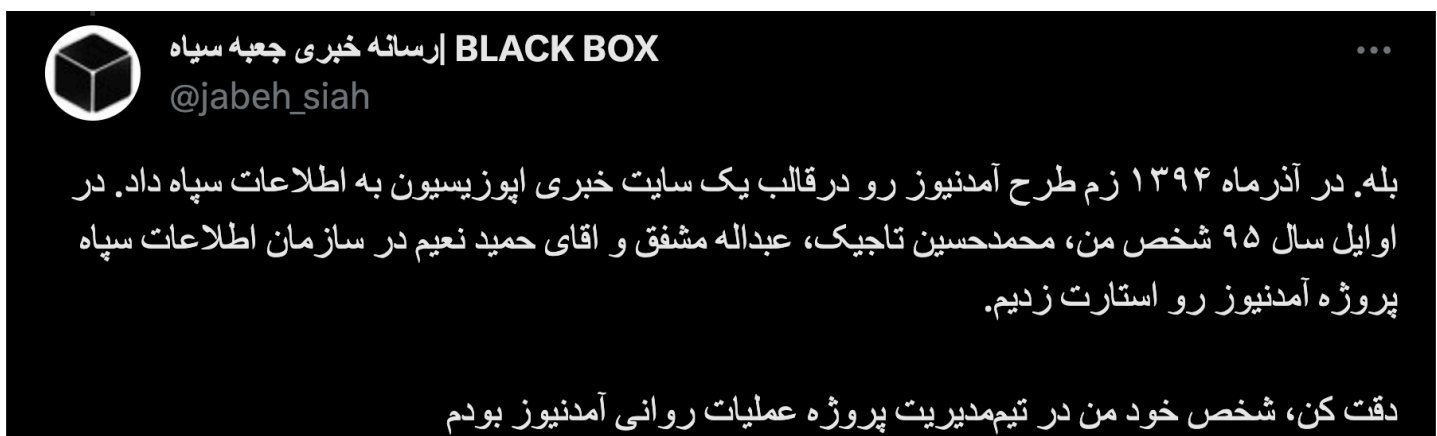 رسانه خبری جعبه سیاه| BLACK BOX
@jabeh_siah
بله. در آذرماه ۱۳۹۴ زم طرح آمدنیوز رو درقالب یک سایت خبری اپوزیسیون به اطلاعات سپاه داد. در
اوایل سال ۹۵ شخص من، محمدحسین تاجیک، عبداله مشفق و اقای حمید نعیم در سازمان اطلاعات سپاه
پروژه آمدنیوز رو استارت زدیم.
دقت کن، شخص خود من در تیم‌مدیریت پروژه عملیات روانی آمدنیوز بودم